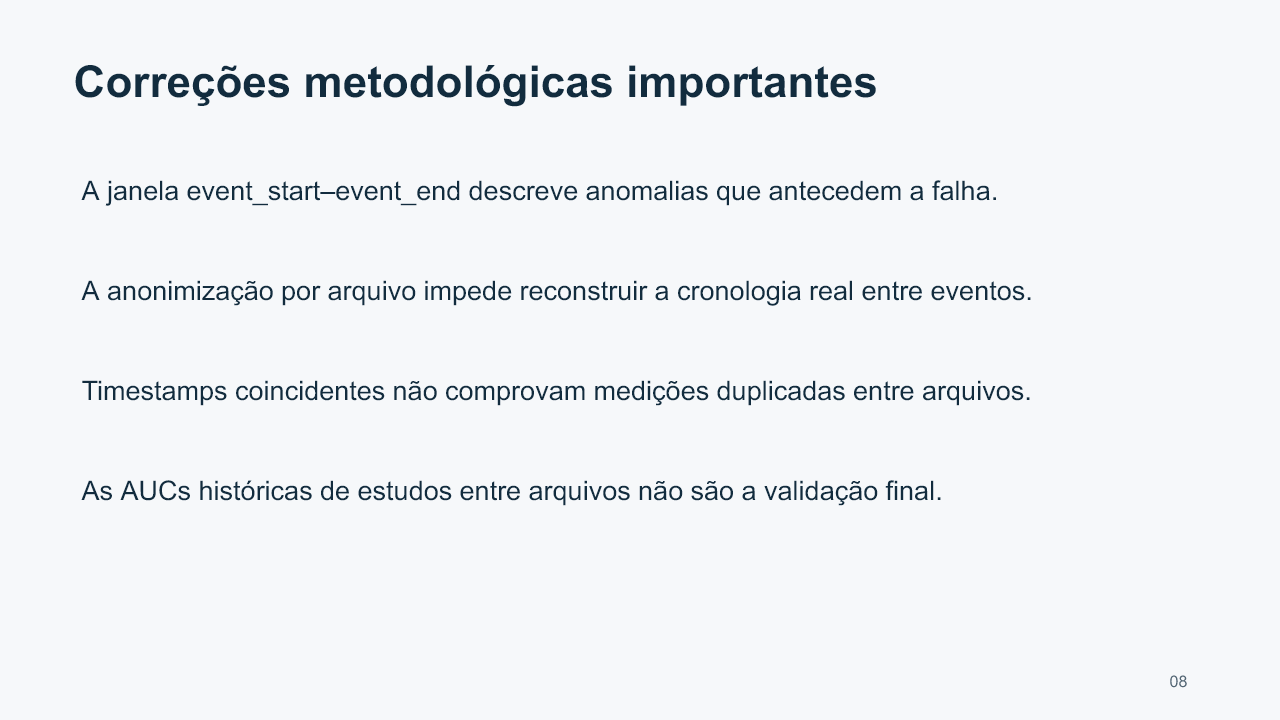 Correções metodológicas importantes
A janela event_start–event_end descreve anomalias que antecedem a falha.
A anonimização por arquivo impede reconstruir a cronologia real entre eventos.
Timestamps coincidentes não comprovam medições duplicadas entre arquivos.
As AUCs históricas de estudos entre arquivos não são a validação final.
08